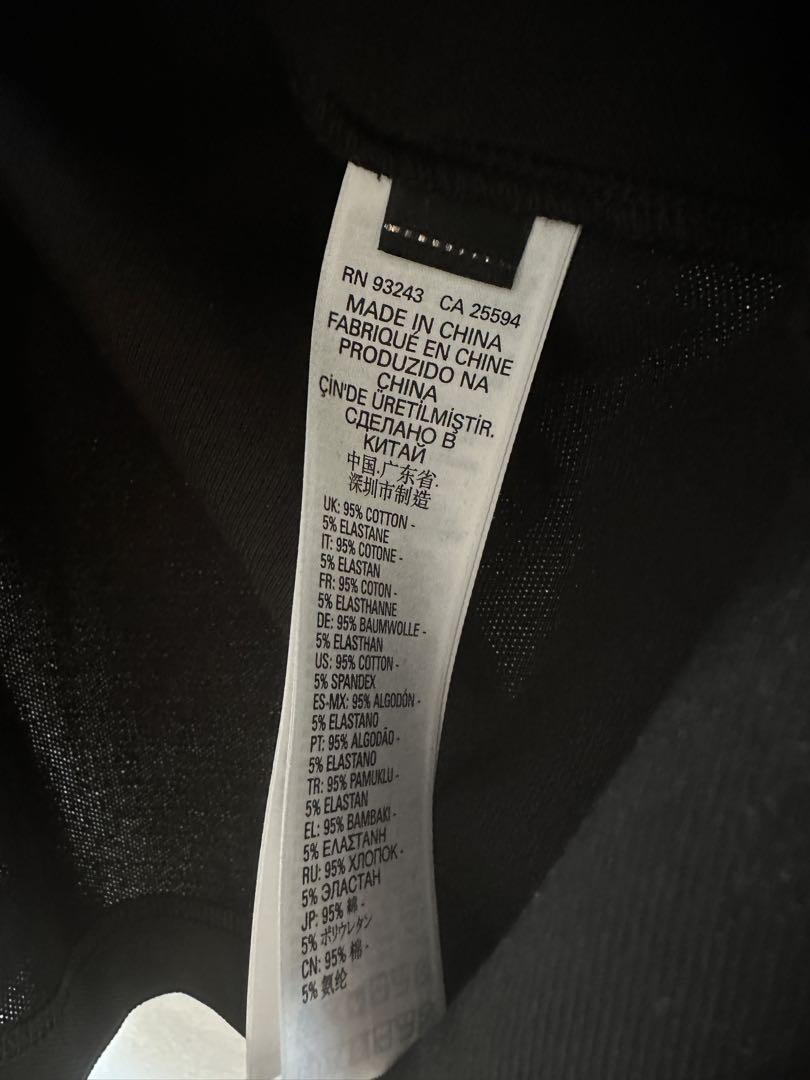 RN 93243 CA 25594
MADE IN CHINA
FABRIQUÉ EN CHINE
PRODUZIDO NA
CHINA
ÇİN'DE ÜRETİLMİŞTİR.
СДЕЛАНО В
КИТАЙ
中国.广东省.
深圳市制造
UK: 95% COTTON -
5% ELASTANE
IT: 95% COTONE -
5% ELASTAN
FR: 95% COTON -
5% ELASTHANNE
DE: 95% BAUMWOLLE -
5% ELASTHAN
US: 95% COTTON -
5% SPANDEX
ES-MX: 95% ALGODÓN -
5% ELASTANO
PT: 95% ALGODÃO -
5% ELASTANO
TR: 95% PAMUKLU -
5% ELASTAN
EL: 95% ΒΑΜΒΑΚΙ -
5% ΕΛΑΣΤΑΝΗ
RU: 95% ХЛОПОК -
5% ЭЛАСТАН
JP: 95% 綿 -
5% ポリウレタン
CN: 95% 棉 -
5% 氨纶